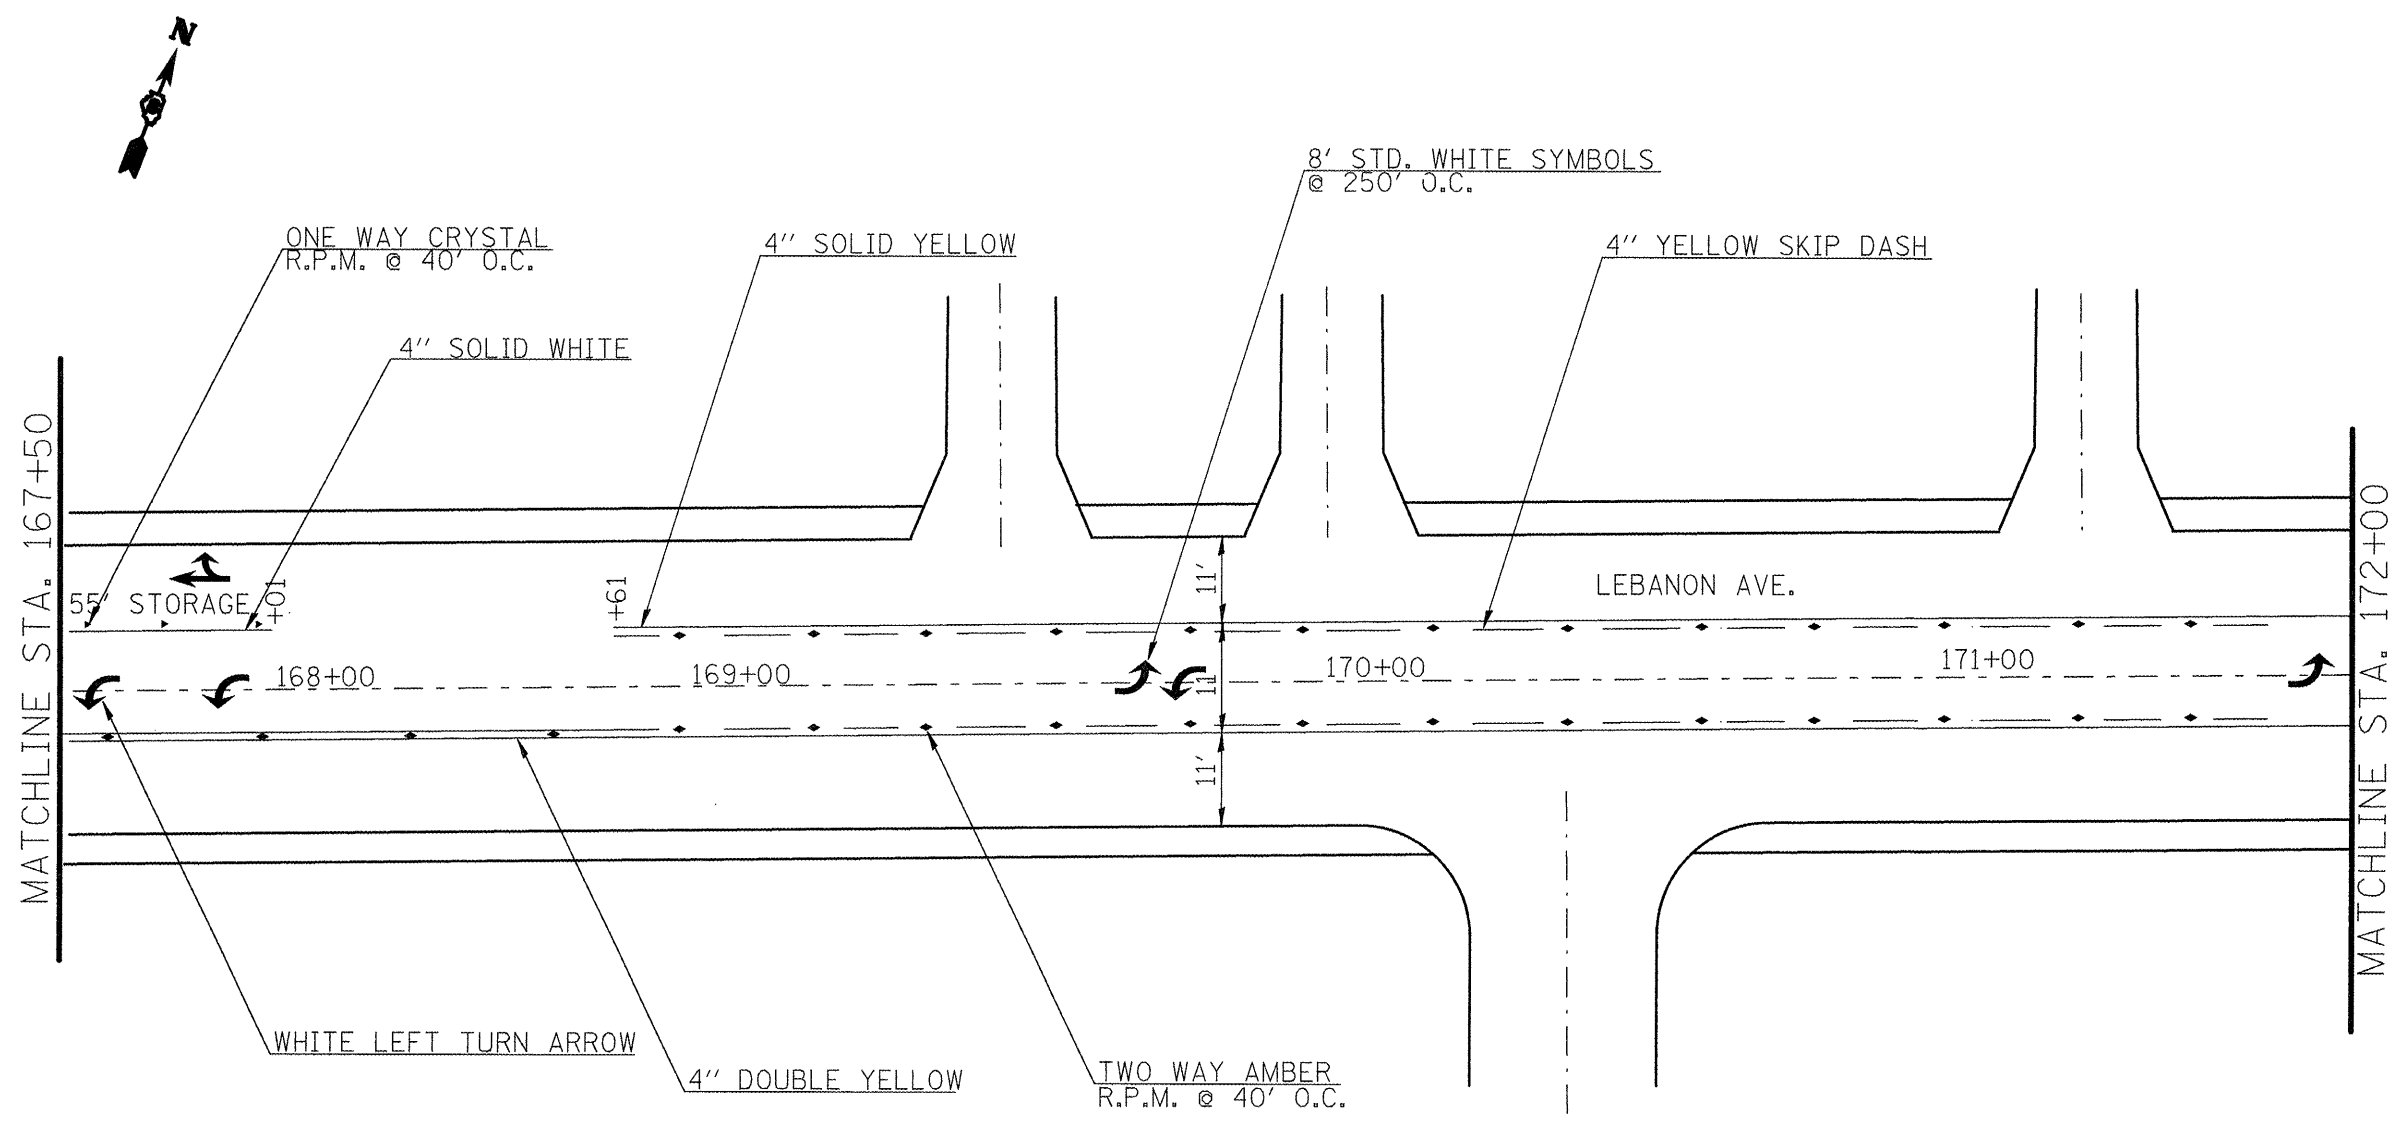 N
8' STD. WHITE SYMBOLS
@ 250' O.C.
ONE WAY CRYSTAL
R.P.M. @ 40' O.C.
4" SOLID YELLOW
4" YELLOW SKIP DASH
4" SOLID WHITE
MATCHLINE STA. 167+50
MATCHLINE STA. 172+00
55' STORAGE
+01
+61
11'
LEBANON AVE.
168+00
169+00
11'
170+00
171+00
11'
WHITE LEFT TURN ARROW
4" DOUBLE YELLOW
TWO WAY AMBER
R.P.M. @ 40' O.C.